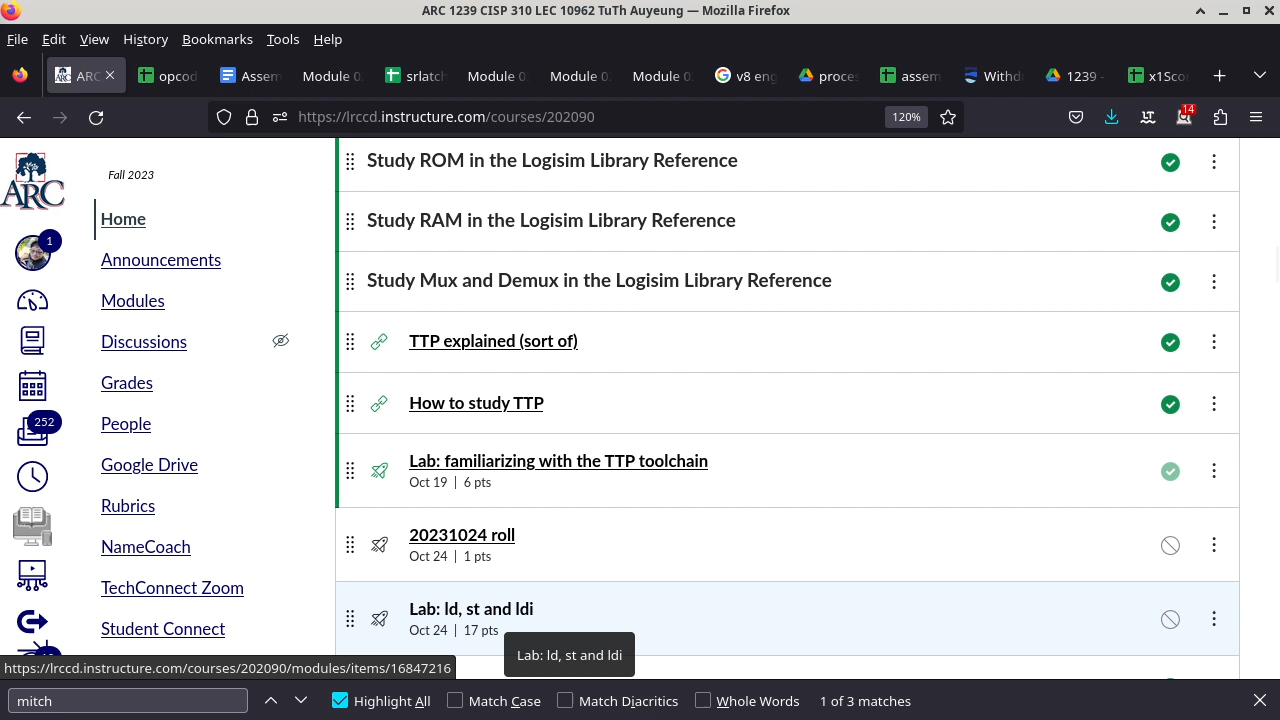 ARC 1239 CISP 310 LEC 10962 TuTh Auyeung — Mozilla Firefox
File Edit View History Bookmarks Tools Help
ARC opcod Assem Module 0 srlatch Module 0 Module 0 Module 0 v8 eng proces assem Withdr 1239 - x1Sco
https://lrccd.instructure.com/courses/202090 120% 14
ARC
Fall 2023
Home
1
Announcements
Modules
Discussions
Grades
People
252
Google Drive
Rubrics
NameCoach
TechConnect Zoom
Student Connect
Study ROM in the Logisim Library Reference
Study RAM in the Logisim Library Reference
Study Mux and Demux in the Logisim Library Reference
TTP explained (sort of)
How to study TTP
Lab: familiarizing with the TTP toolchain
Oct 19 | 6 pts
20231024 roll
Oct 24 | 1 pts
Lab: ld, st and ldi
Oct 24 | 17 pts
Lab: ld, st and ldi
https://lrccd.instructure.com/courses/202090/modules/items/16847216
mitch Highlight All Match Case Match Diacritics Whole Words 1 of 3 matches